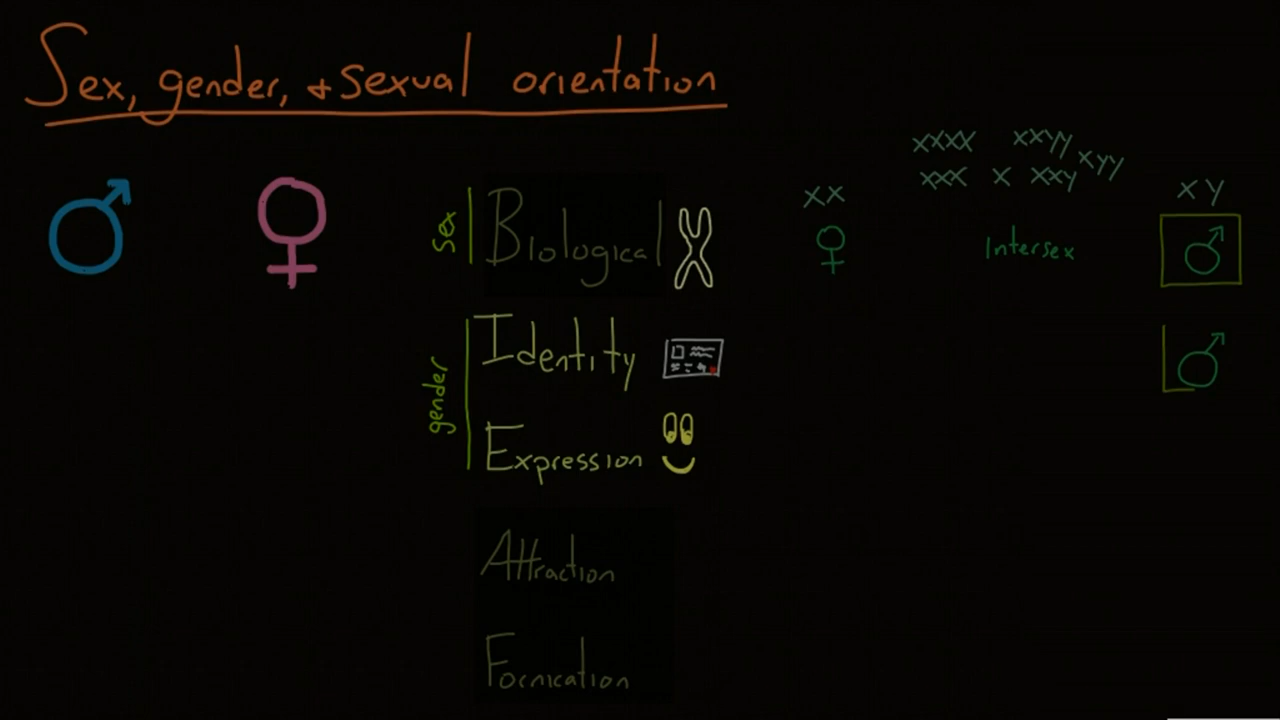 Sex, gender, + sexual orientation
xxxx xxyy
xyy
xxx x xxy
xx
xy
Sex
Biological
Intersex
gender
Identity
Expression
Attraction
Fornication